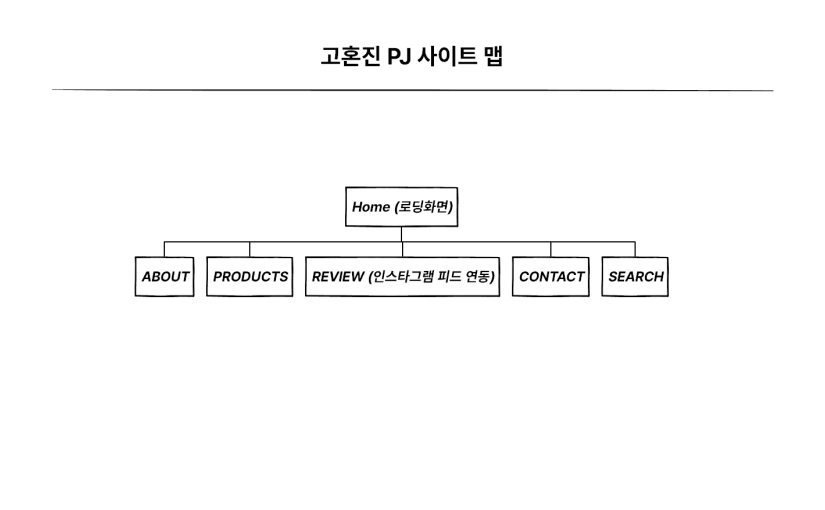 고혼진 PJ 사이트 맵
Home (로딩화면)
ABOUT
PRODUCTS
REVIEW (인스타그램 피드 연동)
CONTACT
SEARCH